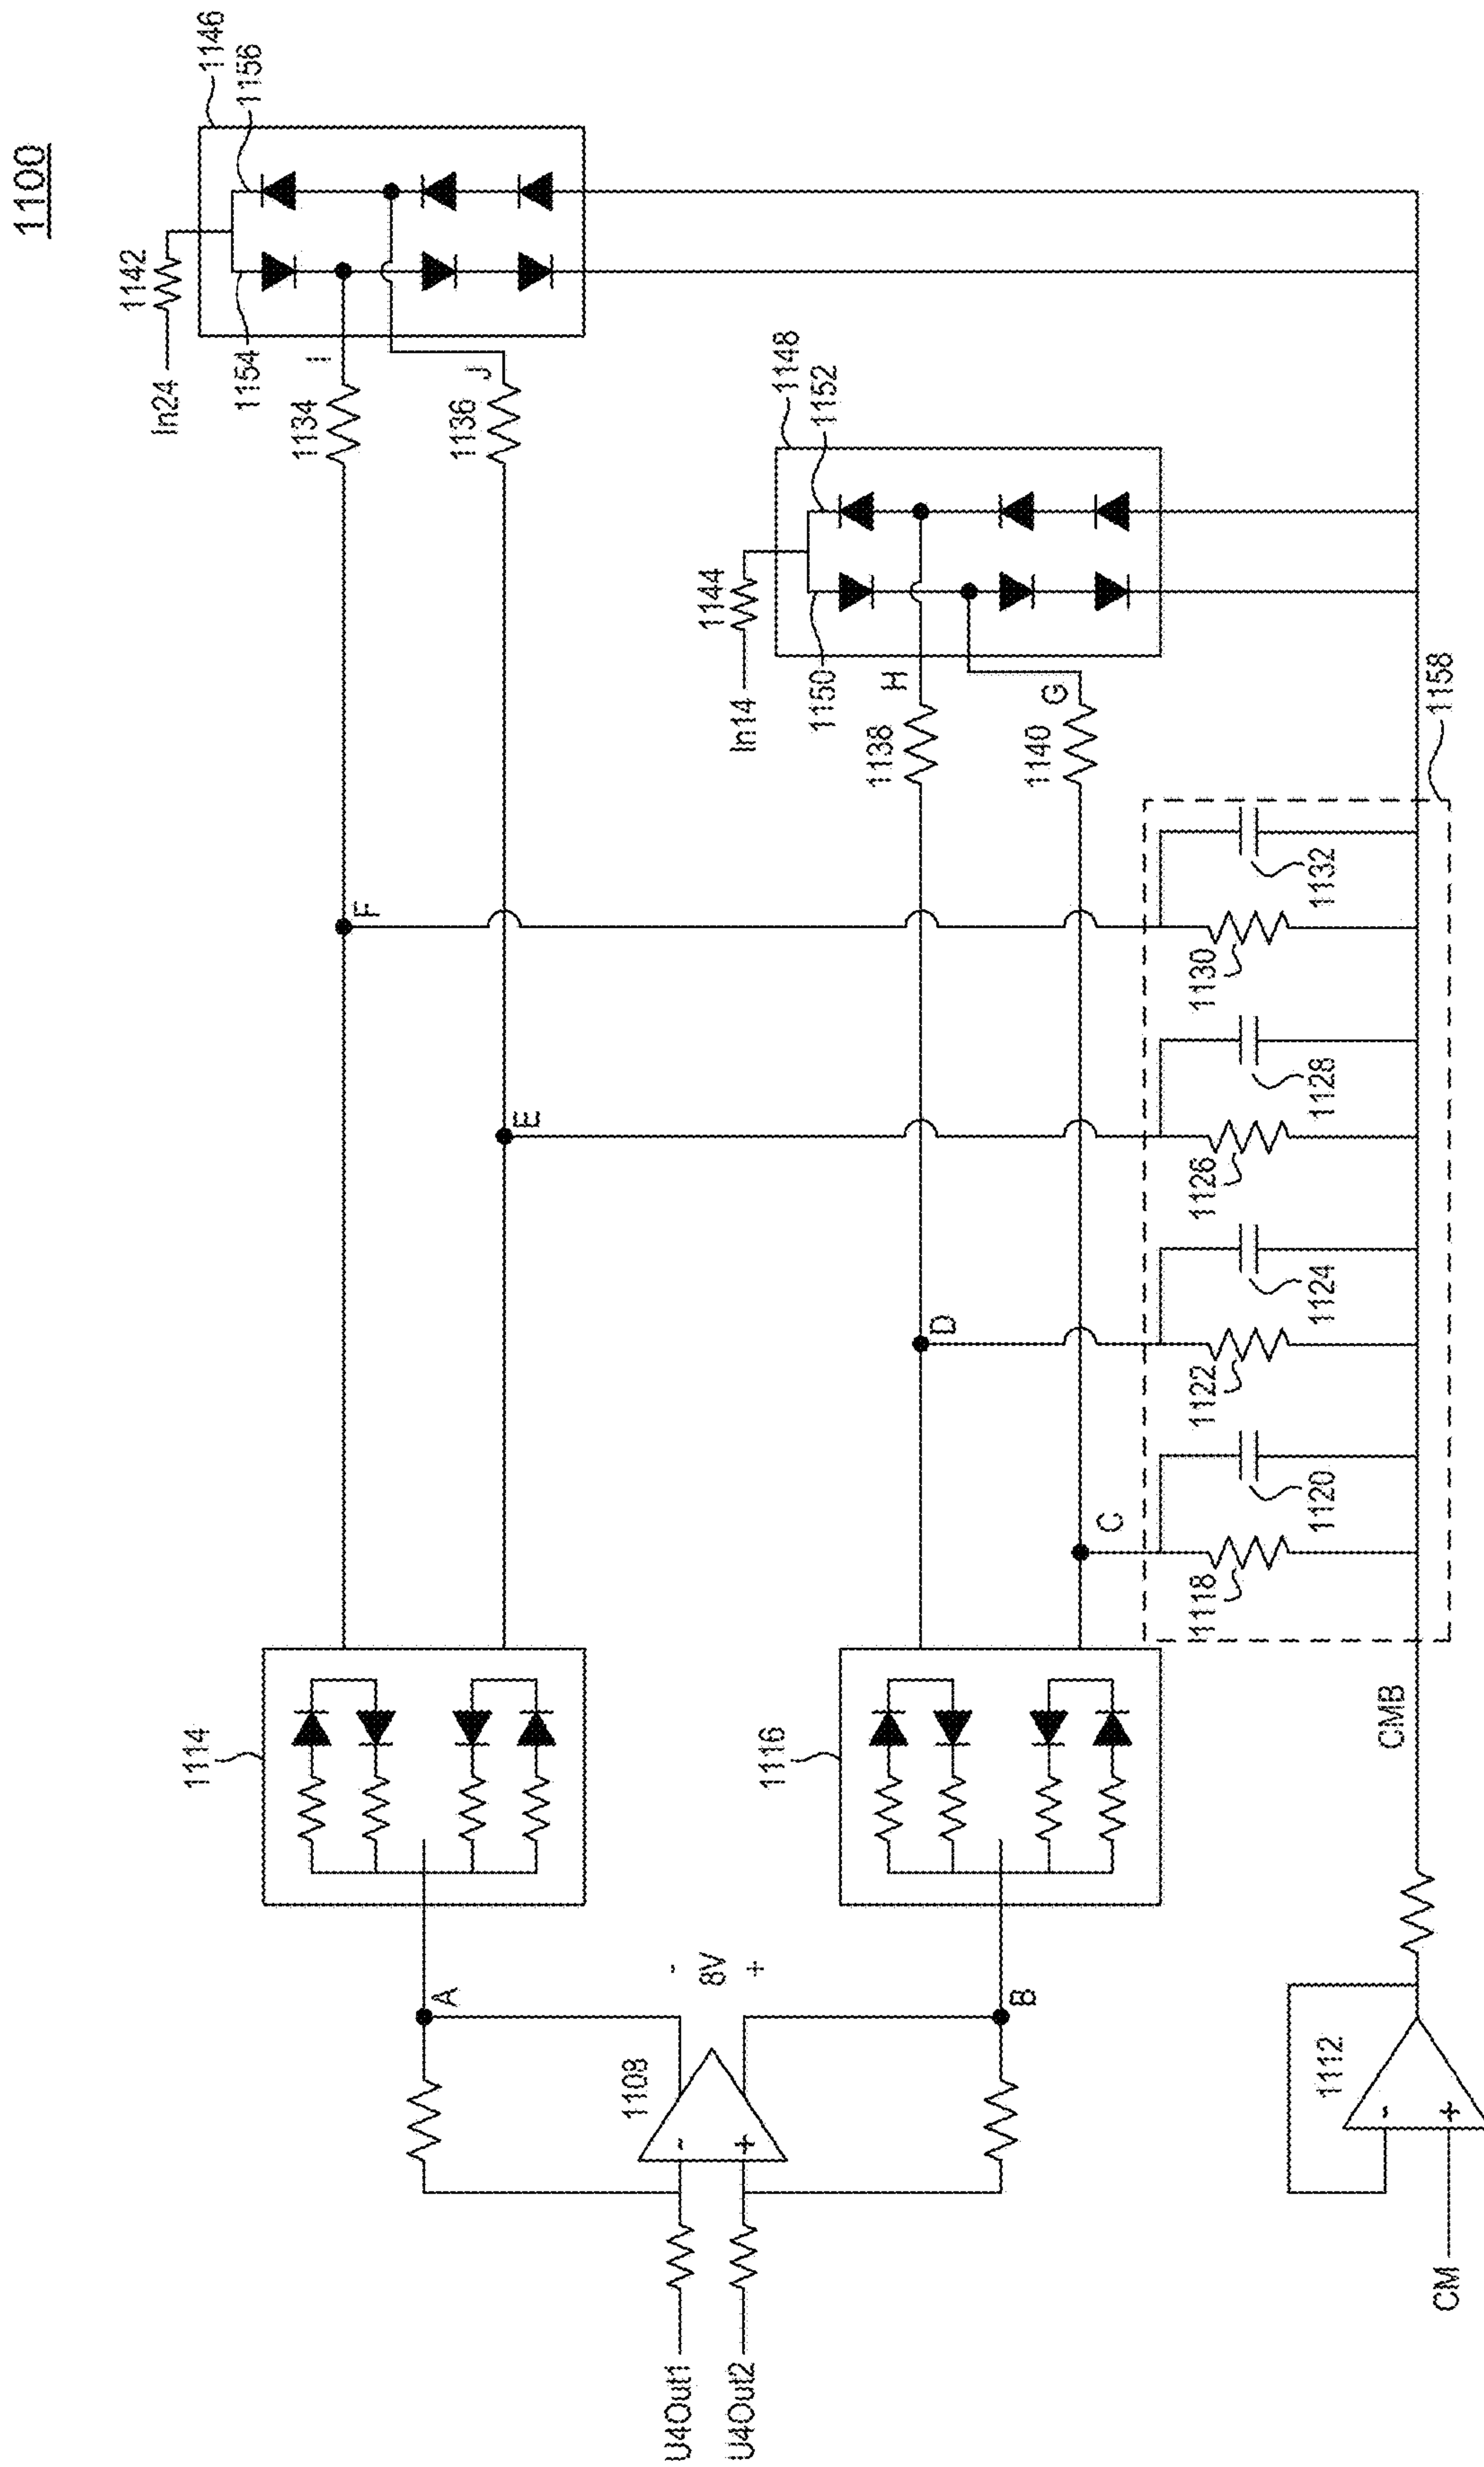 1100
1146
1156
1142
In24
1154
I
1134
J
1136
1148
1152
1144
In14
1150
H
1138
G
1140
1158
F
1132
1130
E
1128
1126
D
1124
1122
C
1120
1118
1114
1116
CMB
A
- 8V +
B
1108
-
+
1112
-
+
U4Out1
U4Out2
CM